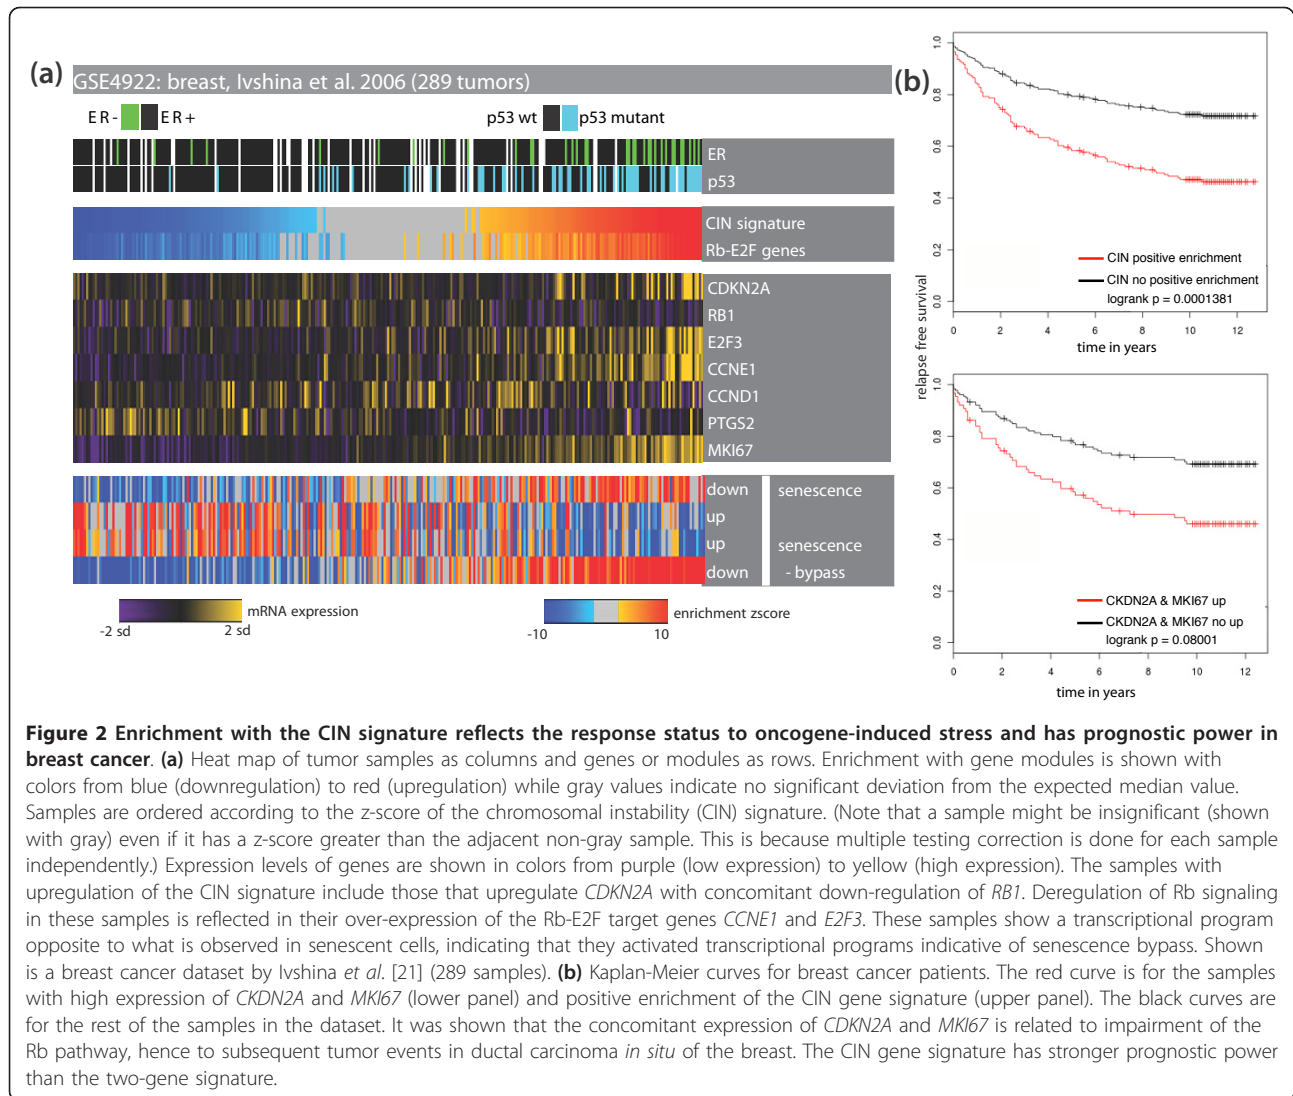 (a)
GSE4922: breast, Ivshina et al. 2006 (289 tumors)
ER- ER+
p53 wt p53 mutant
ER
p53
CIN signature
Rb-E2F genes
CDKN2A
RB1
E2F3
CCNE1
CCND1
PTGS2
MKI67
down senescence
up
up senescence
down - bypass
-2 sd 2 sd mRNA expression
-10 10 enrichment zscore
(b)
relapse free survival
1.0
0.8
0.6
0.4
0.2
0.0
CIN positive enrichment
CIN no positive enrichment
logrank p = 0.0001381
0 2 4 6 8 10 12
time in years
1.0
0.8
0.6
0.4
0.2
0.0
CKDN2A & MKI67 up
CKDN2A & MKI67 no up
logrank p = 0.08001
0 2 4 6 8 10 12
time in years
Figure 2 Enrichment with the CIN signature reflects the response status to oncogene-induced stress and has prognostic power in
breast cancer. (a) Heat map of tumor samples as columns and genes or modules as rows. Enrichment with gene modules is shown with
colors from blue (downregulation) to red (upregulation) while gray values indicate no significant deviation from the expected median value.
Samples are ordered according to the z-score of the chromosomal instability (CIN) signature. (Note that a sample might be insignificant (shown
with gray) even if it has a z-score greater than the adjacent non-gray sample. This is because multiple testing correction is done for each sample
independently.) Expression levels of genes are shown in colors from purple (low expression) to yellow (high expression). The samples with
upregulation of the CIN signature include those that upregulate CDKN2A with concomitant down-regulation of RB1. Deregulation of Rb signaling
in these samples is reflected in their over-expression of the Rb-E2F target genes CCNE1 and E2F3. These samples show a transcriptional program
opposite to what is observed in senescent cells, indicating that they activated transcriptional programs indicative of senescence bypass. Shown
is a breast cancer dataset by Ivshina et al. [21] (289 samples). (b) Kaplan-Meier curves for breast cancer patients. The red curve is for the samples
with high expression of CKDN2A and MKI67 (lower panel) and positive enrichment of the CIN gene signature (upper panel). The black curves are
for the rest of the samples in the dataset. It was shown that the concomitant expression of CDKN2A and MKI67 is related to impairment of the
Rb pathway, hence to subsequent tumor events in ductal carcinoma in situ of the breast. The CIN gene signature has stronger prognostic power
than the two-gene signature.